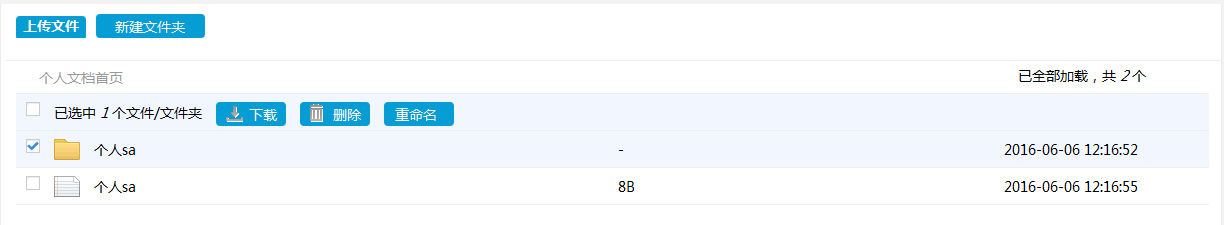 上传文件 新建文件夹
个人文档首页 已全部加载，共 2 个
已选中 1 个文件/文件夹 下载 删除 重命名
个人sa - 2016-06-06 12:16:52
个人sa 8B 2016-06-06 12:16:55